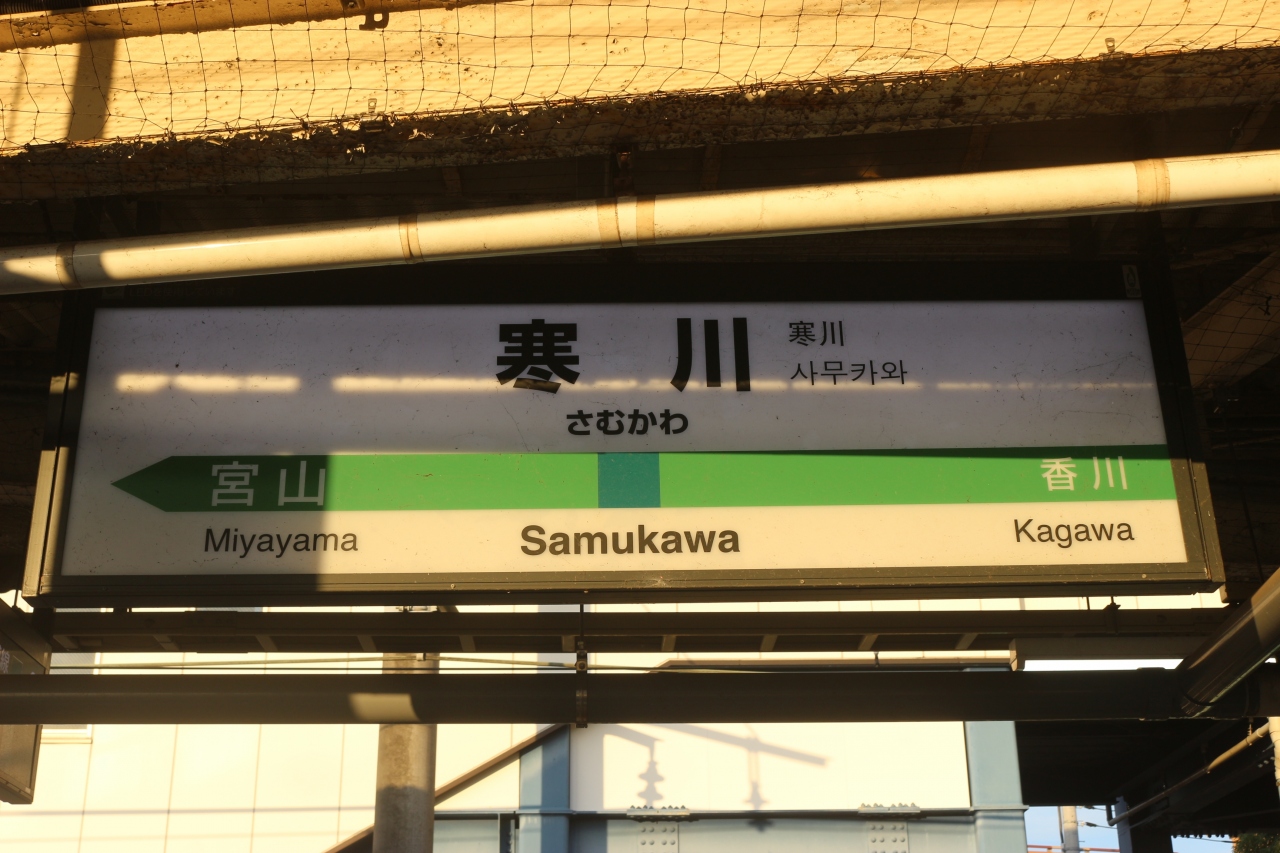 寒川
寒川
사무카와
さむかわ
宮山
香川
Miyayama
Samukawa
Kagawa